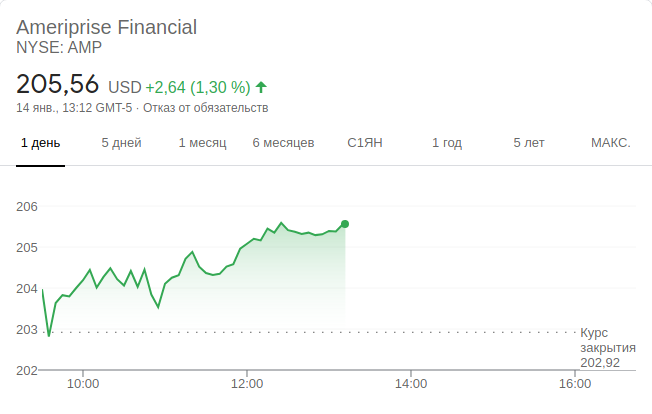 Ameriprise Financial
NYSE: AMP
205,56 USD +2,64 (1,30 %)
14 янв., 13:12 GMT-5 · Отказ от обязательств
1 день 5 дней 1 месяц 6 месяцев С1ЯН 1 год 5 лет МАКС.
206
205
204
203
202
Курс
закрытия
202,92
10:00 12:00 14:00 16:00